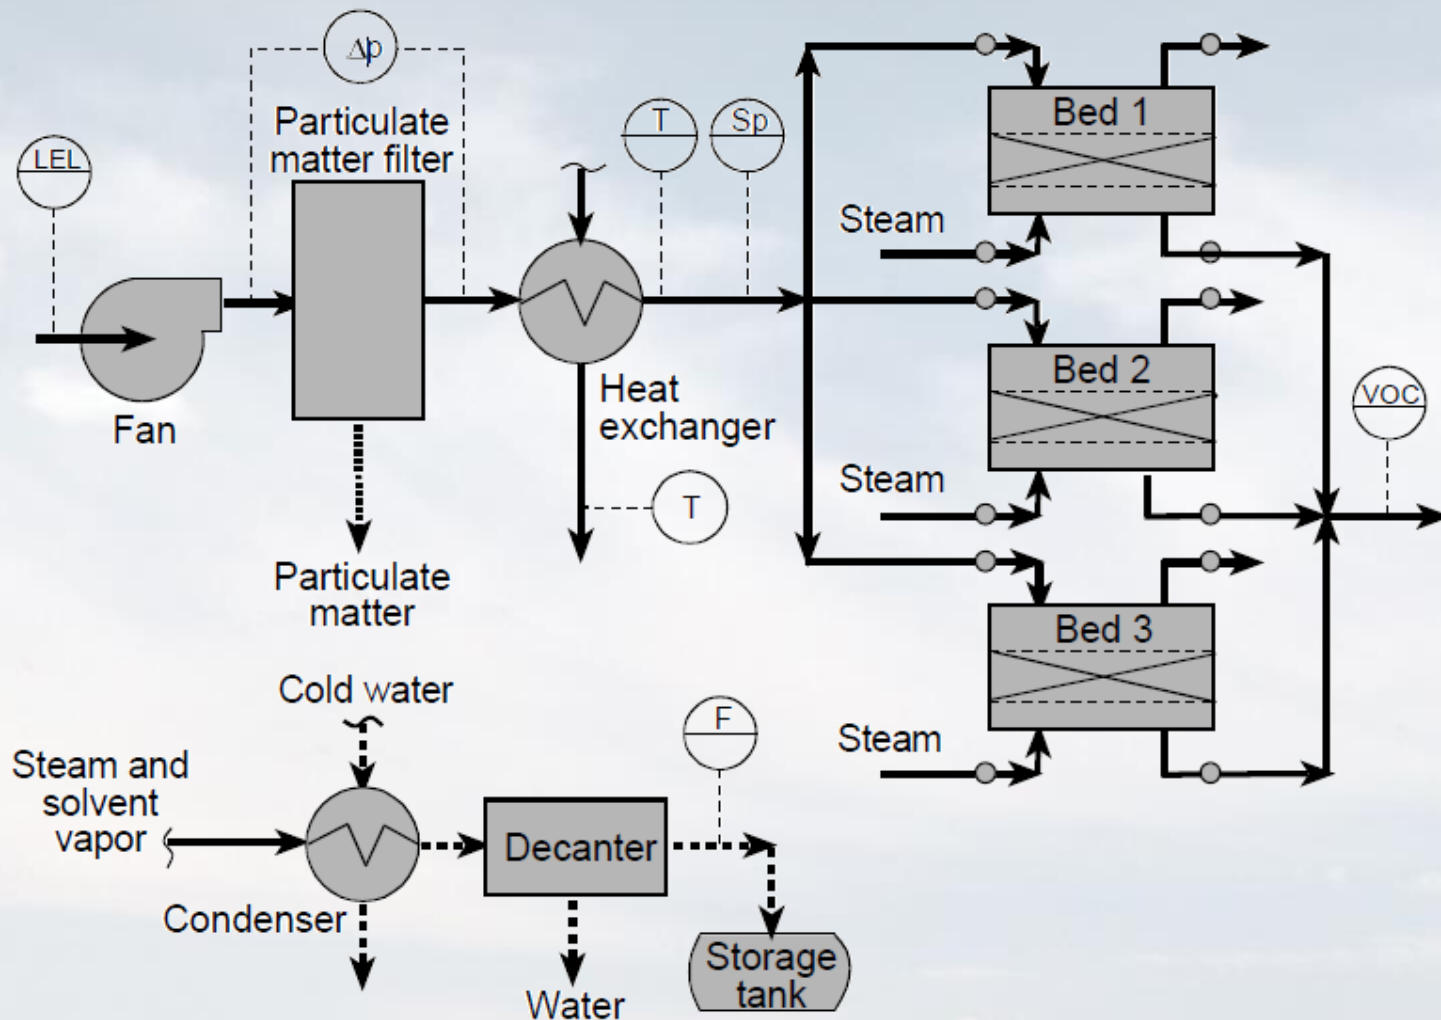 Δp
Particulate
matter filter
LEL
Fan
T
Sp
Heat
exchanger
T
Particulate
matter
Bed 1
Steam
Bed 2
Steam
VOC
Bed 3
Steam
Cold water
Steam and
solvent
vapor
Condenser
Decanter
F
Water
Storage
tank